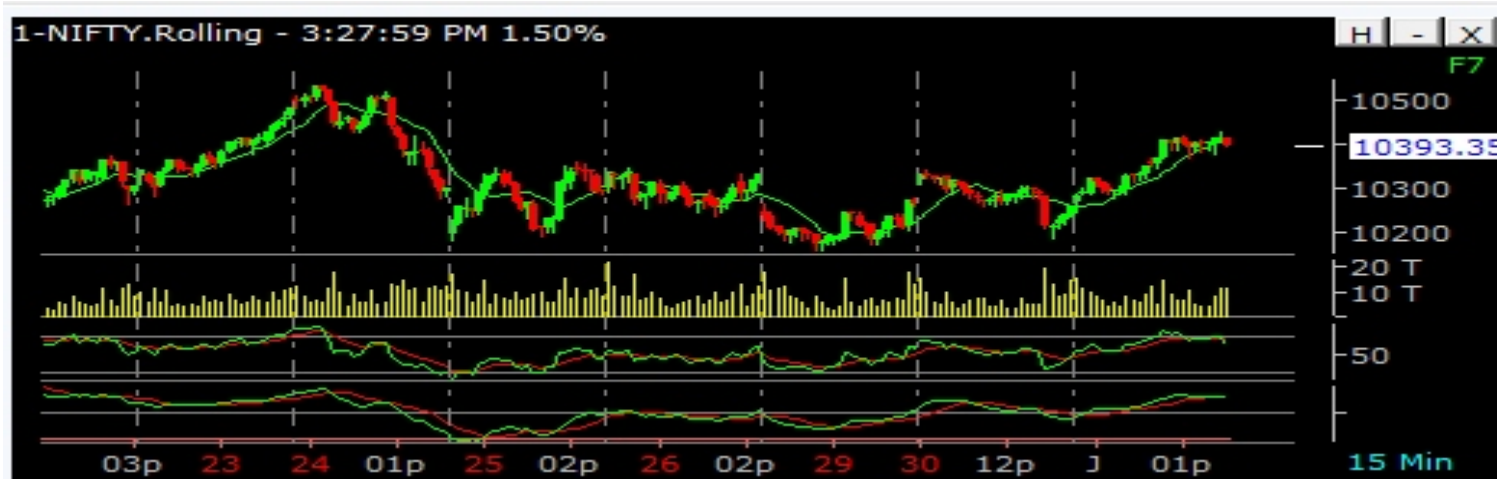 1-NIFTY.Rolling - 3:27:59 PM 1.50%
H - X
F7
10500
10393.35
10300
10200
20 T
10 T
50
03p 23 24 01p 25 02p 26 02p 29 30 12p J 01p
15 Min